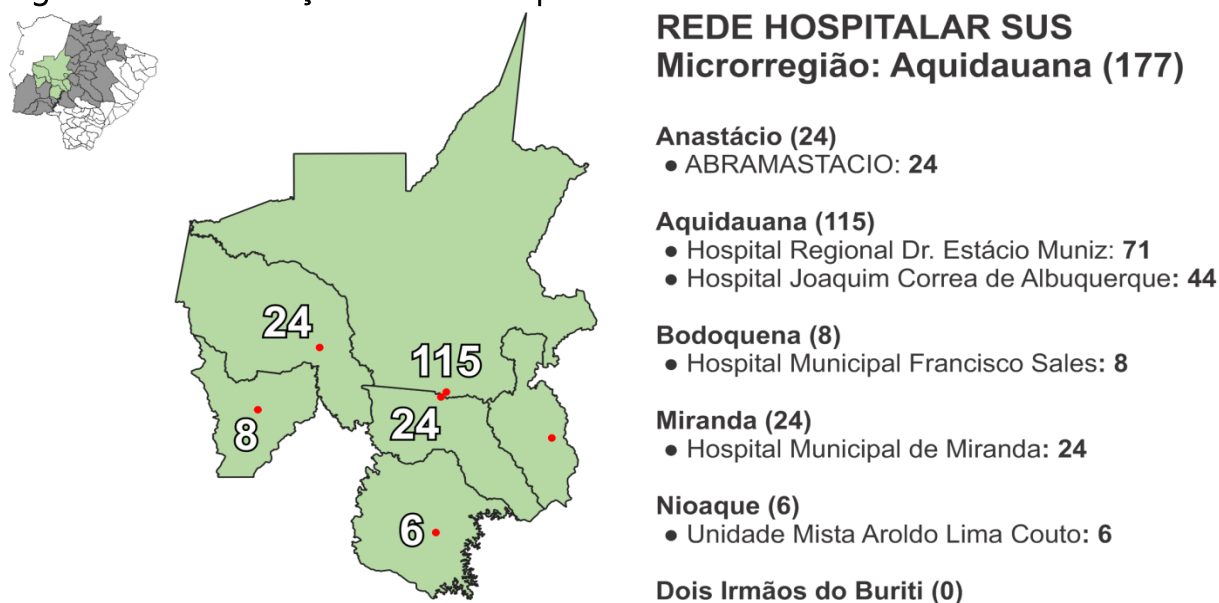 REDE HOSPITALAR SUS
Microrregião: Aquidauana (177)
Anastácio (24)
● ABRAMASTACIO: 24
Aquidauana (115)
● Hospital Regional Dr. Estácio Muniz: 71
● Hospital Joaquim Correa de Albuquerque: 44
Bodoquena (8)
● Hospital Municipal Francisco Sales: 8
Miranda (24)
● Hospital Municipal de Miranda: 24
Nioaque (6)
● Unidade Mista Aroldo Lima Couto: 6
Dois Irmãos do Buriti (0)
24
115
8
24
6